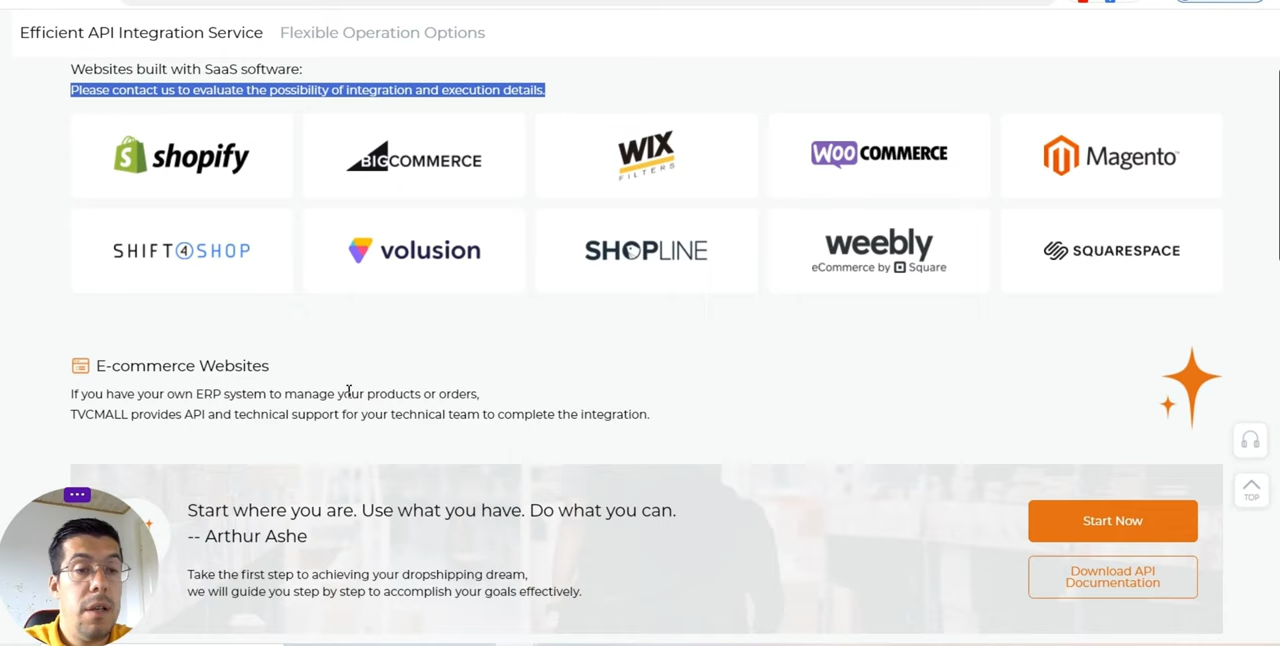 Efficient API Integration Service Flexible Operation Options
Websites built with SaaS software:
Please contact us to evaluate the possibility of integration and execution details.
shopify BIGCOMMERCE WIX FILTERS WOO COMMERCE Magento
SHIFT4SHOP volusion SHOPLINE weebly eCommerce by Square SQUARESPACE
E-commerce Websites
If you have your own ERP system to manage your products or orders,
TVCMALL provides API and technical support for your technical team to complete the integration.
TOP
Start where you are. Use what you have. Do what you can.
-- Arthur Ashe
Start Now
Take the first step to achieving your dropshipping dream,
we will guide you step by step to accomplish your goals effectively.
Download API
Documentation